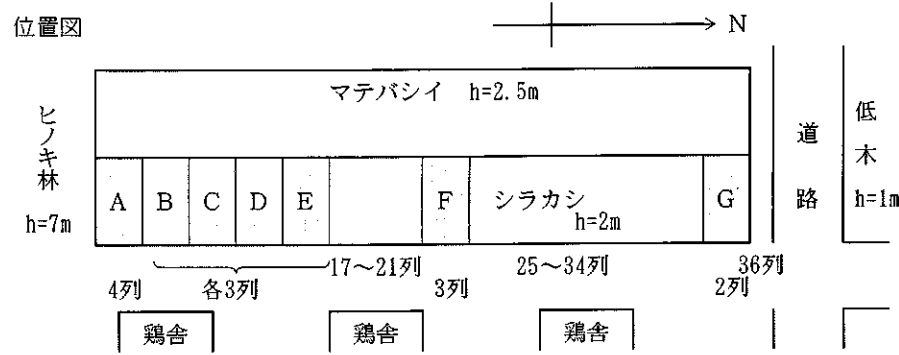 位置図
N
マテバシイ h=2.5m
ヒノキ林
h=7m
A B C D E F シラカシ h=2m G
道路
低木
h=1m
4列 各3列 17～21列 3列 25～34列 2列 36列
鶏舎 鶏舎 鶏舎